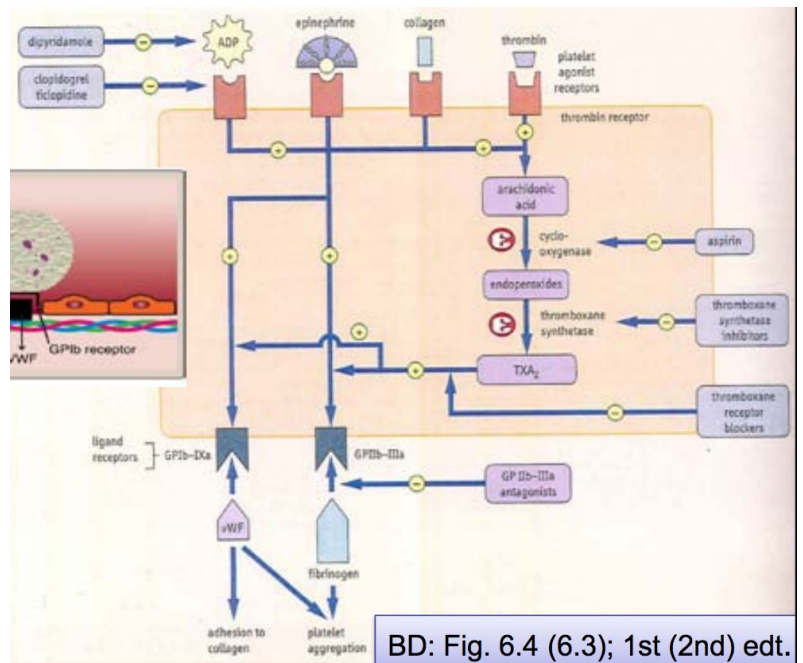 dipyridamole
ADP
epinephrine
collagen
thrombin
platelet
agonist
receptors
clopidogrel
ticlopidine
thrombin receptor
arachidonic
acid
cyclo-
oxygenase
aspirin
endoperoxides
thromboxane
synthetase
thromboxane
synthetase
inhibitors
TXA2
thromboxane
receptor
blockers
GPIb receptor
VWF
ligand
receptors
GPIb–IXa
GPIIb–IIIa
GP IIb–IIIa
antagonists
vWF
fibrinogen
adhesion to
collagen
platelet
aggregation
BD: Fig. 6.4 (6.3); 1st (2nd) edt.